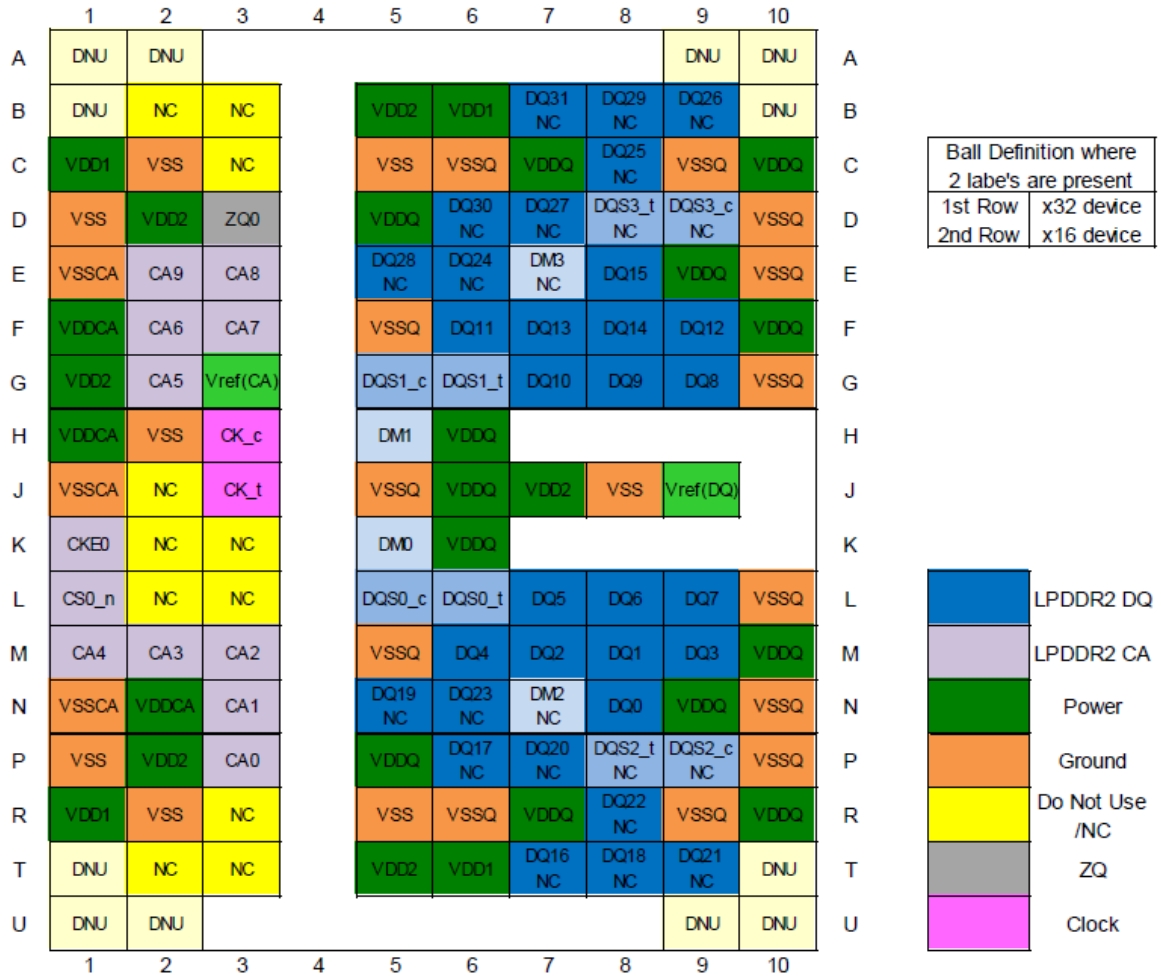 1 2 3 4 5 6 7 8 9 10
A DNU DNU DNU DNU A
B DNU NC NC VDD2 VDD1 DQ31 NC DQ29 NC DQ26 NC DNU B
C VDD1 VSS NC VSS VSSQ VDDQ DQ25 NC VSSQ VDDQ C
D VSS VDD2 ZQ0 VDDQ DQ30 NC DQ27 NC DQS3_t NC DQS3_c NC VSSQ D
E VSSCA CA9 CA8 DQ28 NC DQ24 NC DM3 NC DQ15 VDDQ VSSQ E
F VDDCA CA6 CA7 VSSQ DQ11 DQ13 DQ14 DQ12 VDDQ F
G VDD2 CA5 Vref(CA) DQS1_c DQS1_t DQ10 DQ9 DQ8 VSSQ G
H VDDCA VSS CK_c DM1 VDDQ H
J VSSCA NC CK_t VSSQ VDDQ VDD2 VSS Vref(DQ) J
K CKE0 NC NC DM0 VDDQ K
L CS0_n NC NC DQS0_c DQS0_t DQ5 DQ6 DQ7 VSSQ L
M CA4 CA3 CA2 VSSQ DQ4 DQ2 DQ1 DQ3 VDDQ M
N VSSCA VDDCA CA1 DQ19 NC DQ23 NC DM2 NC DQ0 VDDQ VSSQ N
P VSS VDD2 CA0 VDDQ DQ17 NC DQ20 NC DQS2_t NC DQS2_c NC VSSQ P
R VDD1 VSS NC VSS VSSQ VDDQ DQ22 NC VSSQ VDDQ R
T DNU NC NC VDD2 VDD1 DQ16 NC DQ18 NC DQ21 NC DNU T
U DNU DNU DNU DNU U
1 2 3 4 5 6 7 8 9 10
Ball Definition where
2 labe's are present
1st Row x32 device
2nd Row x16 device
LPDDR2 DQ
LPDDR2 CA
Power
Ground
Do Not Use
/NC
ZQ
Clock